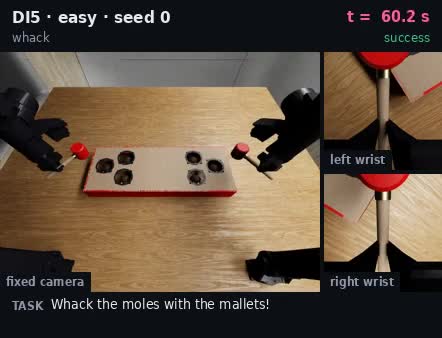 DI5 · easy · seed 0
t = 60.2 s
whack
success
left wrist
right wrist
fixed camera
TASK Whack the moles with the mallets!